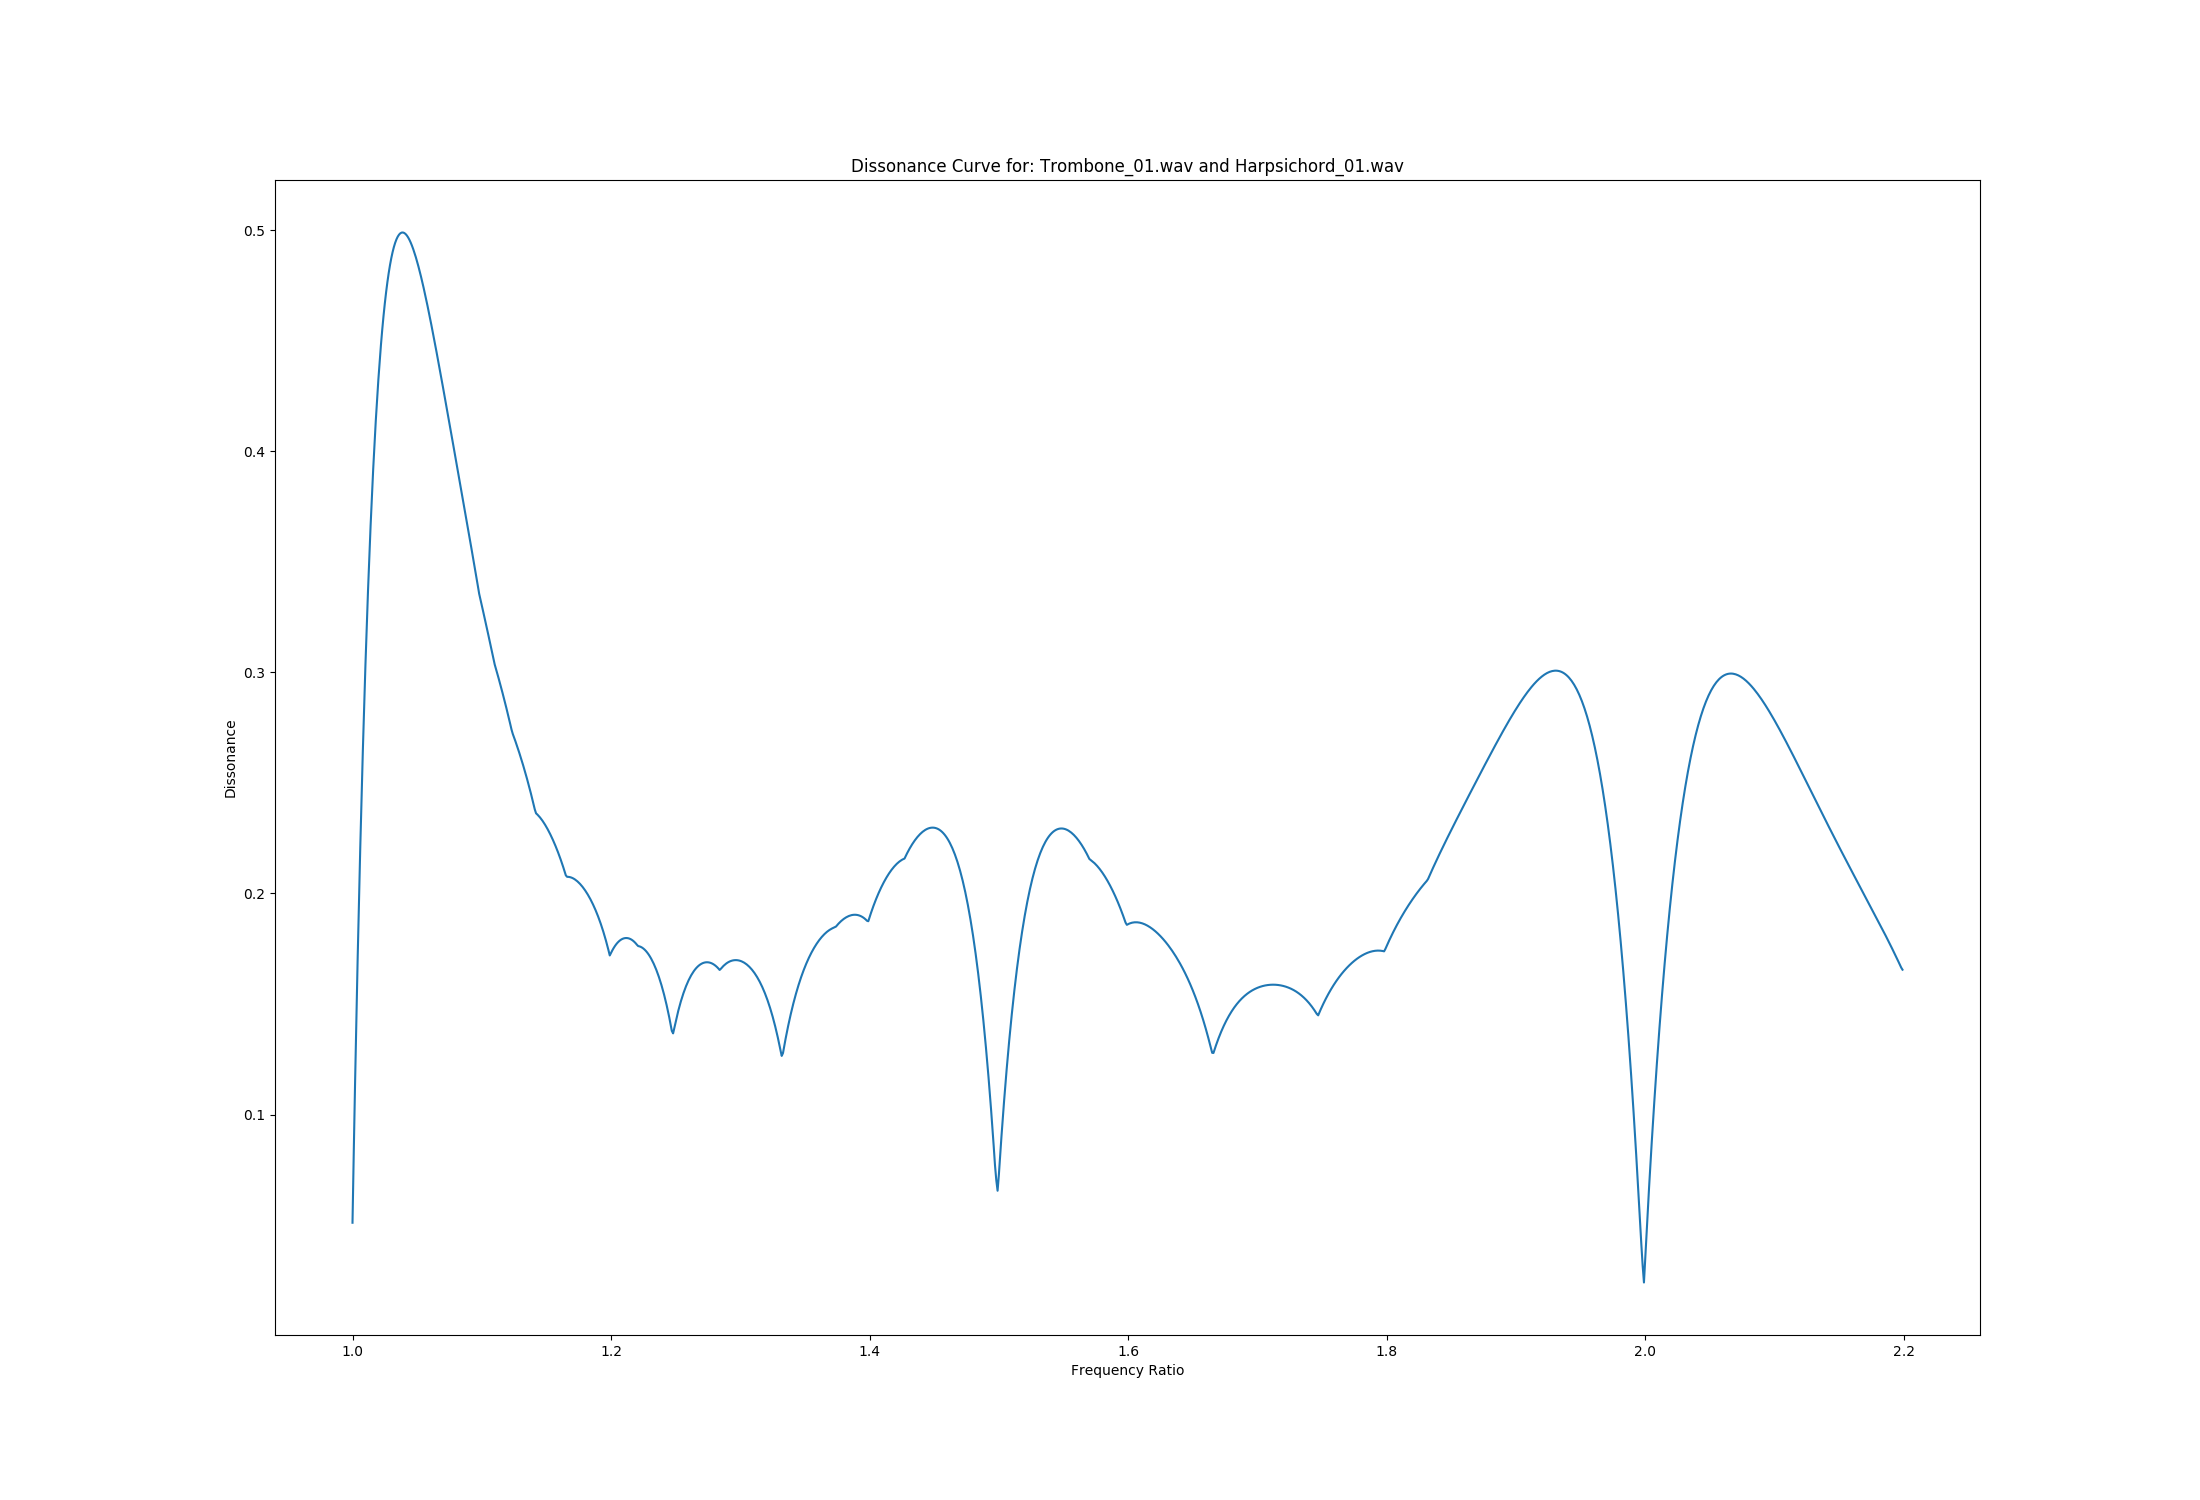 Dissonance Curve for: Trombone_01.wav and Harpsichord_01.wav
0.5
0.4
0.3
0.2
0.1
Dissonance
1.0 1.2 1.4 1.6 1.8 2.0 2.2
Frequency Ratio